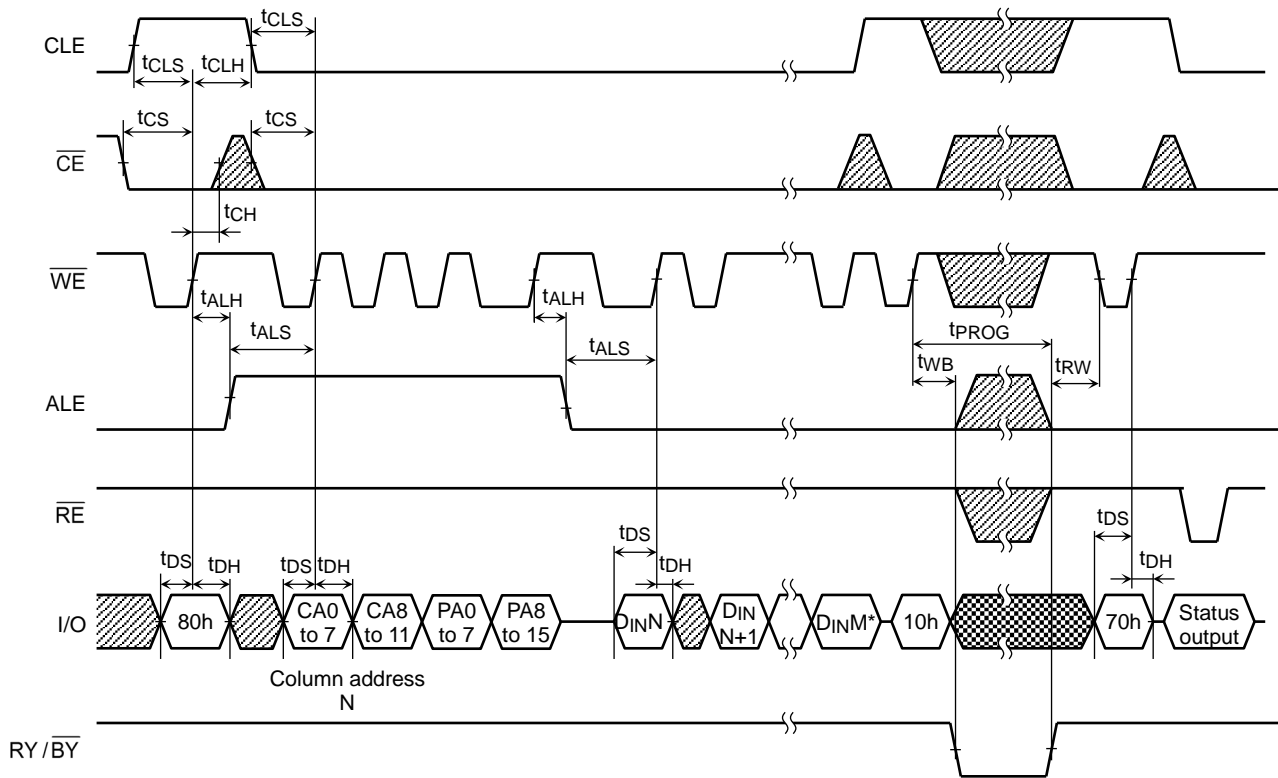 tCLS
CLE
tCLS tCLH
tCS tCS
CE
tCH
WE
tALH tALH
tALS tPROG
tALS
tWB tRW
ALE
RE
tDS tDS
tDS tDH tDS tDH tDH tDH
I/O 80h CA0 to 7 CA8 to 11 PA0 to 7 PA8 to 15 DINN DIN N+1 DINM* 10h 70h Status output
Column address
N
RY / BY